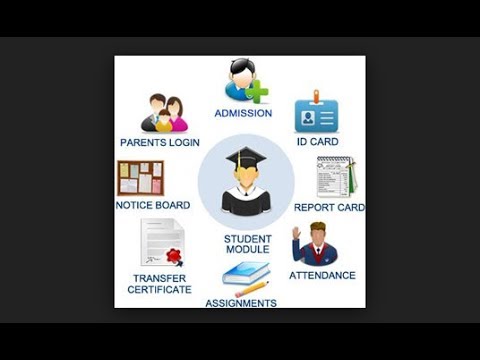 ADMISSION
PARENTS LOGIN
ID CARD
NOTICE BOARD
REPORT CARD
STUDENT
MODULE
TRANSFER
CERTIFICATE
ATTENDANCE
ASSIGNMENTS